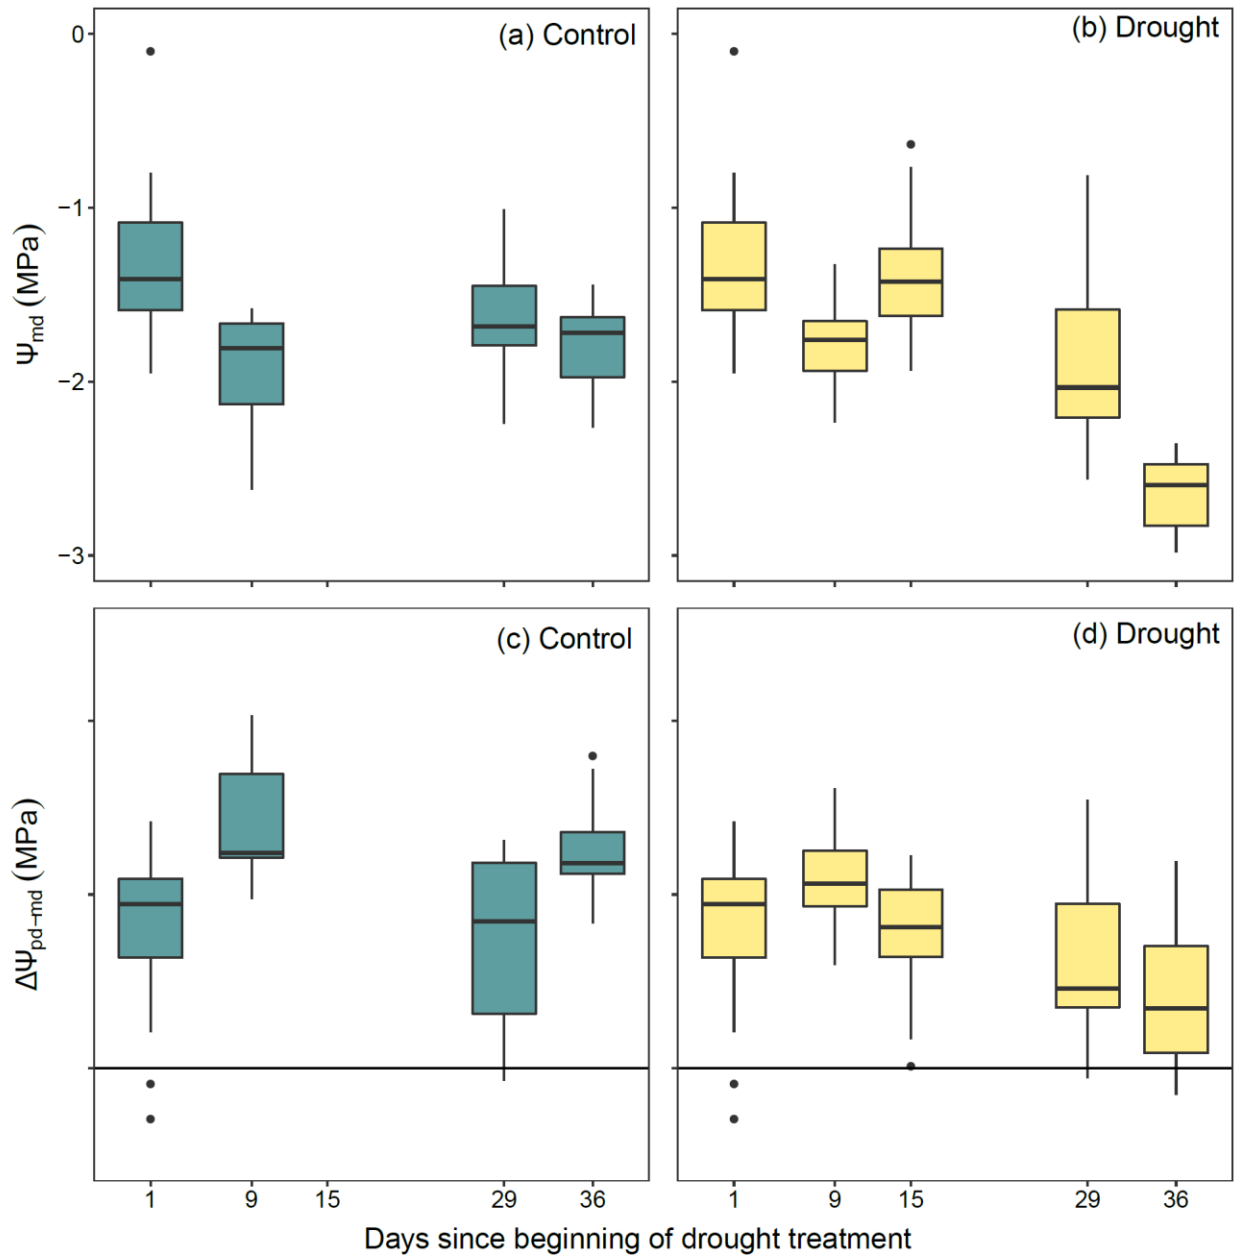 (a) Control
(b) Drought
0
−1
−2
−3
Ψmd (MPa)
(c) Control
(d) Drought
ΔΨpd−md (MPa)
1 9 15 29 36
1 9 15 29 36
Days since beginning of drought treatment